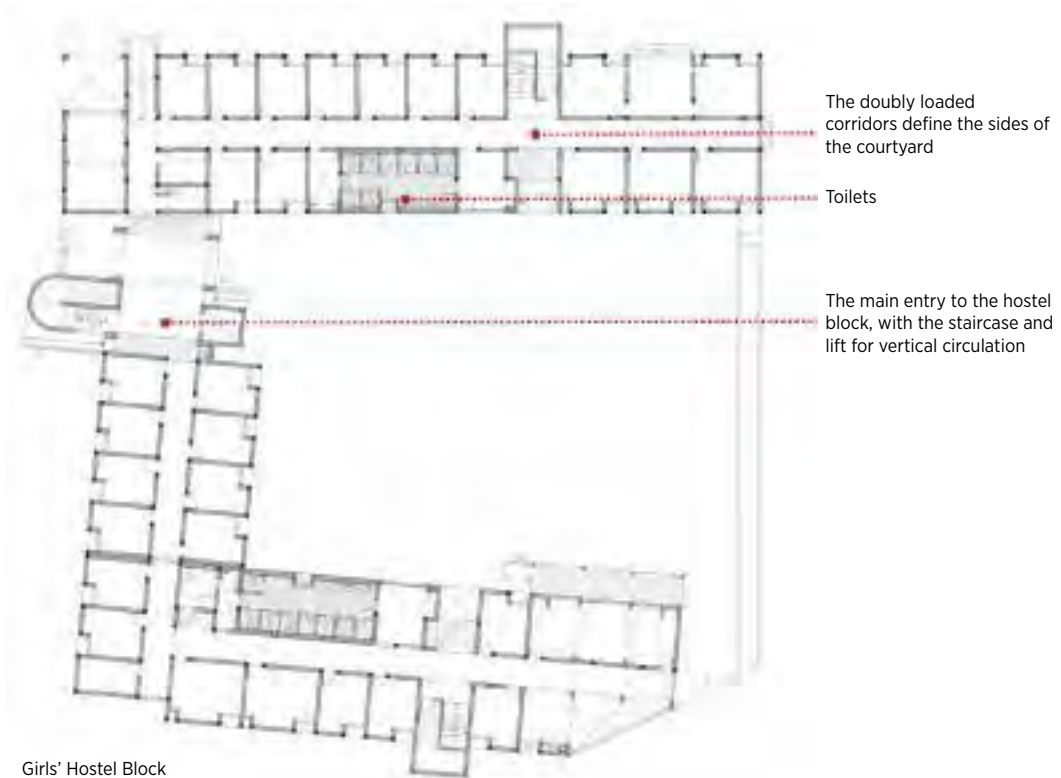 The doubly loaded
corridors define the sides of
the courtyard
Toilets
The main entry to the hostel
block, with the staircase and
lift for vertical circulation
Girls' Hostel Block